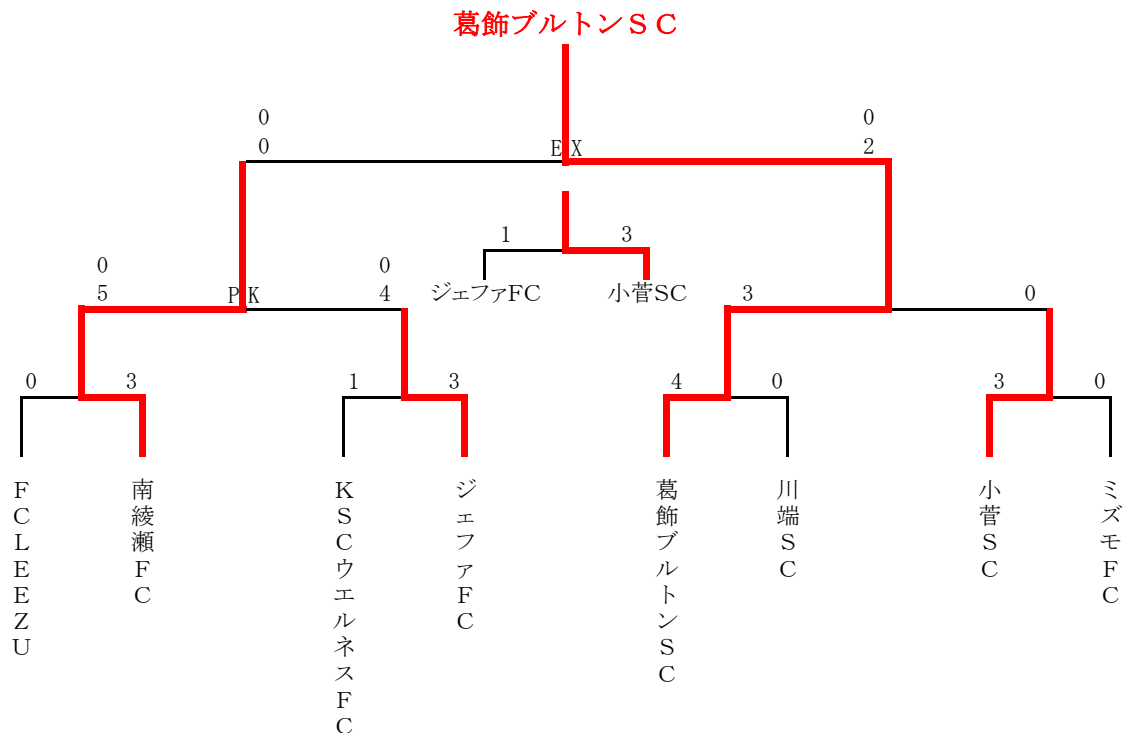 葛飾ブルトンＳＣ
0 0
0 EX 2
1 3
0 0
ジェファFC 小菅SC
5 PK 4 3 0
0 3 1 3 4 0 3 0
ＦＣＬＥＥＺＵ
南綾瀬ＦＣ
ＫＳＣウエルネスＦＣ
ジェファＦＣ
葛飾ブルトンＳＣ
川端ＳＣ
小菅ＳＣ
ミズモＦＣ